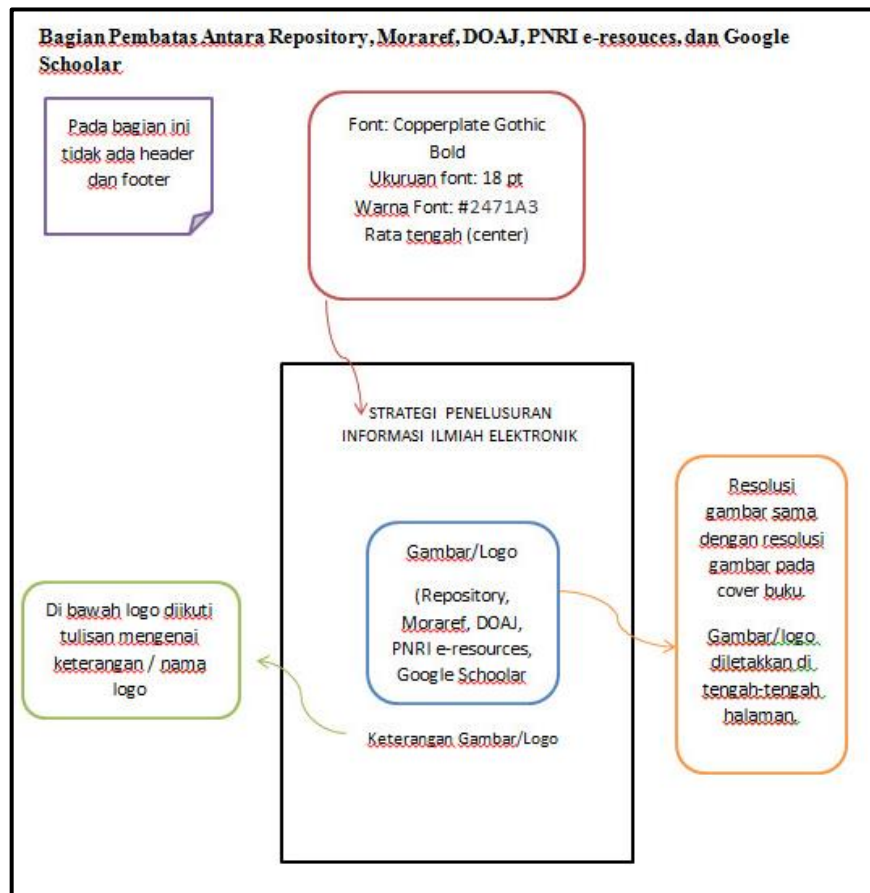 Bagian Pembatas Antara Repository, Moraref, DOAJ, PNRI e-resouces, dan Google
Schoolar
Pada bagian ini
tidak ada header
dan footer
Font: Copperplate Gothic
Bold
Ukuruan font: 18 pt
Warna Font: #2471A3
Rata tengah (center)
STRATEGI PENELUSURAN
INFORMASI ILMIAH ELEKTRONIK
Gambar/Logo
(Repository,
Moraref, DOAJ,
PNRI e-resources,
Google Schoolar
Keterangan Gambar/Logo
Di bawah logo diikuti
tulisan mengenai
keterangan / nama
logo
Resolusi
gambar sama
dengan resolusi
gambar pada
cover buku.
Gambar/logo
diletakkan di
tengah-tengah
halaman.